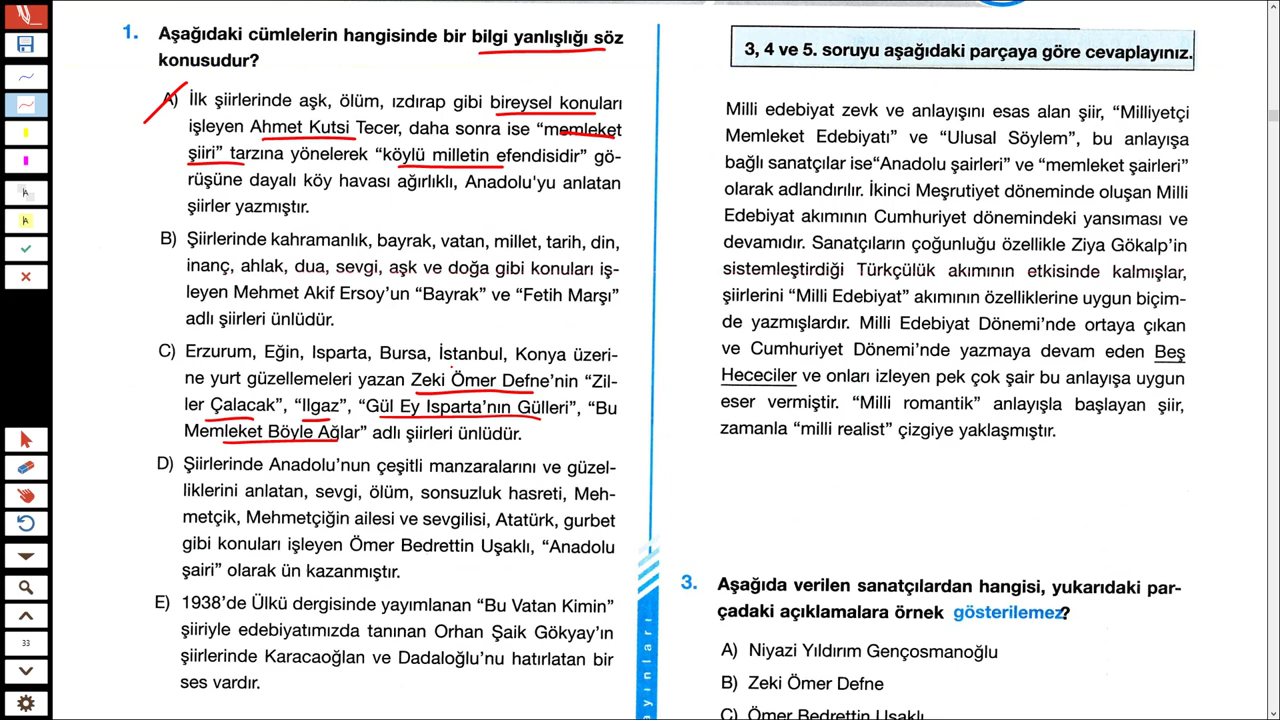 1. Aşağıdaki cümlelerin hangisinde bir bilgi yanlışlığı söz
konusudur?
A) İlk şiirlerinde aşk, ölüm, ızdırap gibi bireysel konuları
işleyen Ahmet Kutsi Tecer, daha sonra ise “memleket
şiiri” tarzına yönelerek “köylü milletin efendisidir” gö-
rüşüne dayalı köy havası ağırlıklı, Anadolu'yu anlatan
şiirler yazmıştır.
B) Şiirlerinde kahramanlık, bayrak, vatan, millet, tarih, din,
inanç, ahlak, dua, sevgi, aşk ve doğa gibi konuları iş-
leyen Mehmet Akif Ersoy’un “Bayrak” ve “Fetih Marşı”
adlı şiirleri ünlüdür.
C) Erzurum, Eğin, Isparta, Bursa, İstanbul, Konya üzeri-
ne yurt güzellemeleri yazan Zeki Ömer Defne’nin “Zil-
ler Çalacak”, “Ilgaz”, “Gül Ey Isparta’nın Gülleri”, “Bu
Memleket Böyle Ağlar” adlı şiirleri ünlüdür.
D) Şiirlerinde Anadolu’nun çeşitli manzaralarını ve güzel-
liklerini anlatan, sevgi, ölüm, sonsuzluk hasreti, Meh-
metçik, Mehmetçiğin ailesi ve sevgilisi, Atatürk, gurbet
gibi konuları işleyen Ömer Bedrettin Uşaklı, “Anadolu
şairi” olarak ün kazanmıştır.
E) 1938’de Ülkü dergisinde yayımlanan “Bu Vatan Kimin”
şiiriyle edebiyatımızda tanınan Orhan Şaik Gökyay’ın
şiirlerinde Karacaoğlan ve Dadaloğlu’nu hatırlatan bir
ses vardır.
3, 4 ve 5. soruyu aşağıdaki parçaya göre cevaplayınız.
Milli edebiyat zevk ve anlayışını esas alan şiir, “Milliyetçi
Memleket Edebiyatı” ve “Ulusal Söylem”, bu anlayışa
bağlı sanatçılar ise“Anadolu şairleri” ve “memleket şairleri”
olarak adlandırılır. İkinci Meşrutiyet döneminde oluşan Milli
Edebiyat akımının Cumhuriyet dönemindeki yansıması ve
devamıdır. Sanatçıların çoğunluğu özellikle Ziya Gökalp’in
sistemleştirdiği Türkçülük akımının etkisinde kalmışlar,
şiirlerini “Milli Edebiyat” akımının özelliklerine uygun biçim-
de yazmışlardır. Milli Edebiyat Dönemi’nde ortaya çıkan
ve Cumhuriyet Dönemi’nde yazmaya devam eden Beş
Hececiler ve onları izleyen pek çok şair bu anlayışa uygun
eser vermiştir. “Milli romantik” anlayışla başlayan şiir,
zamanla “milli realist” çizgiye yaklaşmıştır.
3. Aşağıda verilen sanatçılardan hangisi, yukarıdaki par-
çadaki açıklamalara örnek gösterilemez?
A) Niyazi Yıldırım Gençosmanoğlu
B) Zeki Ömer Defne
C) Ömer Bedrettin Uşaklı
yayınları
33